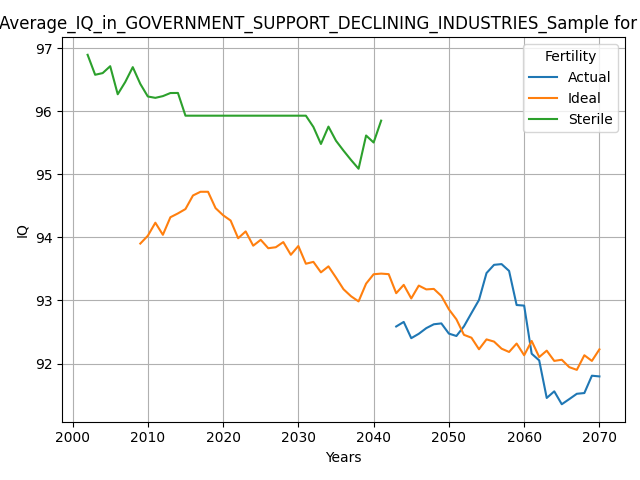 Average_IQ_in_GOVERNMENT_SUPPORT_DECLINING_INDUSTRIES_Sample for
97
96
95
94
93
92
IQ
Fertility
Actual
Ideal
Sterile
2000 2010 2020 2030 2040 2050 2060 2070
Years